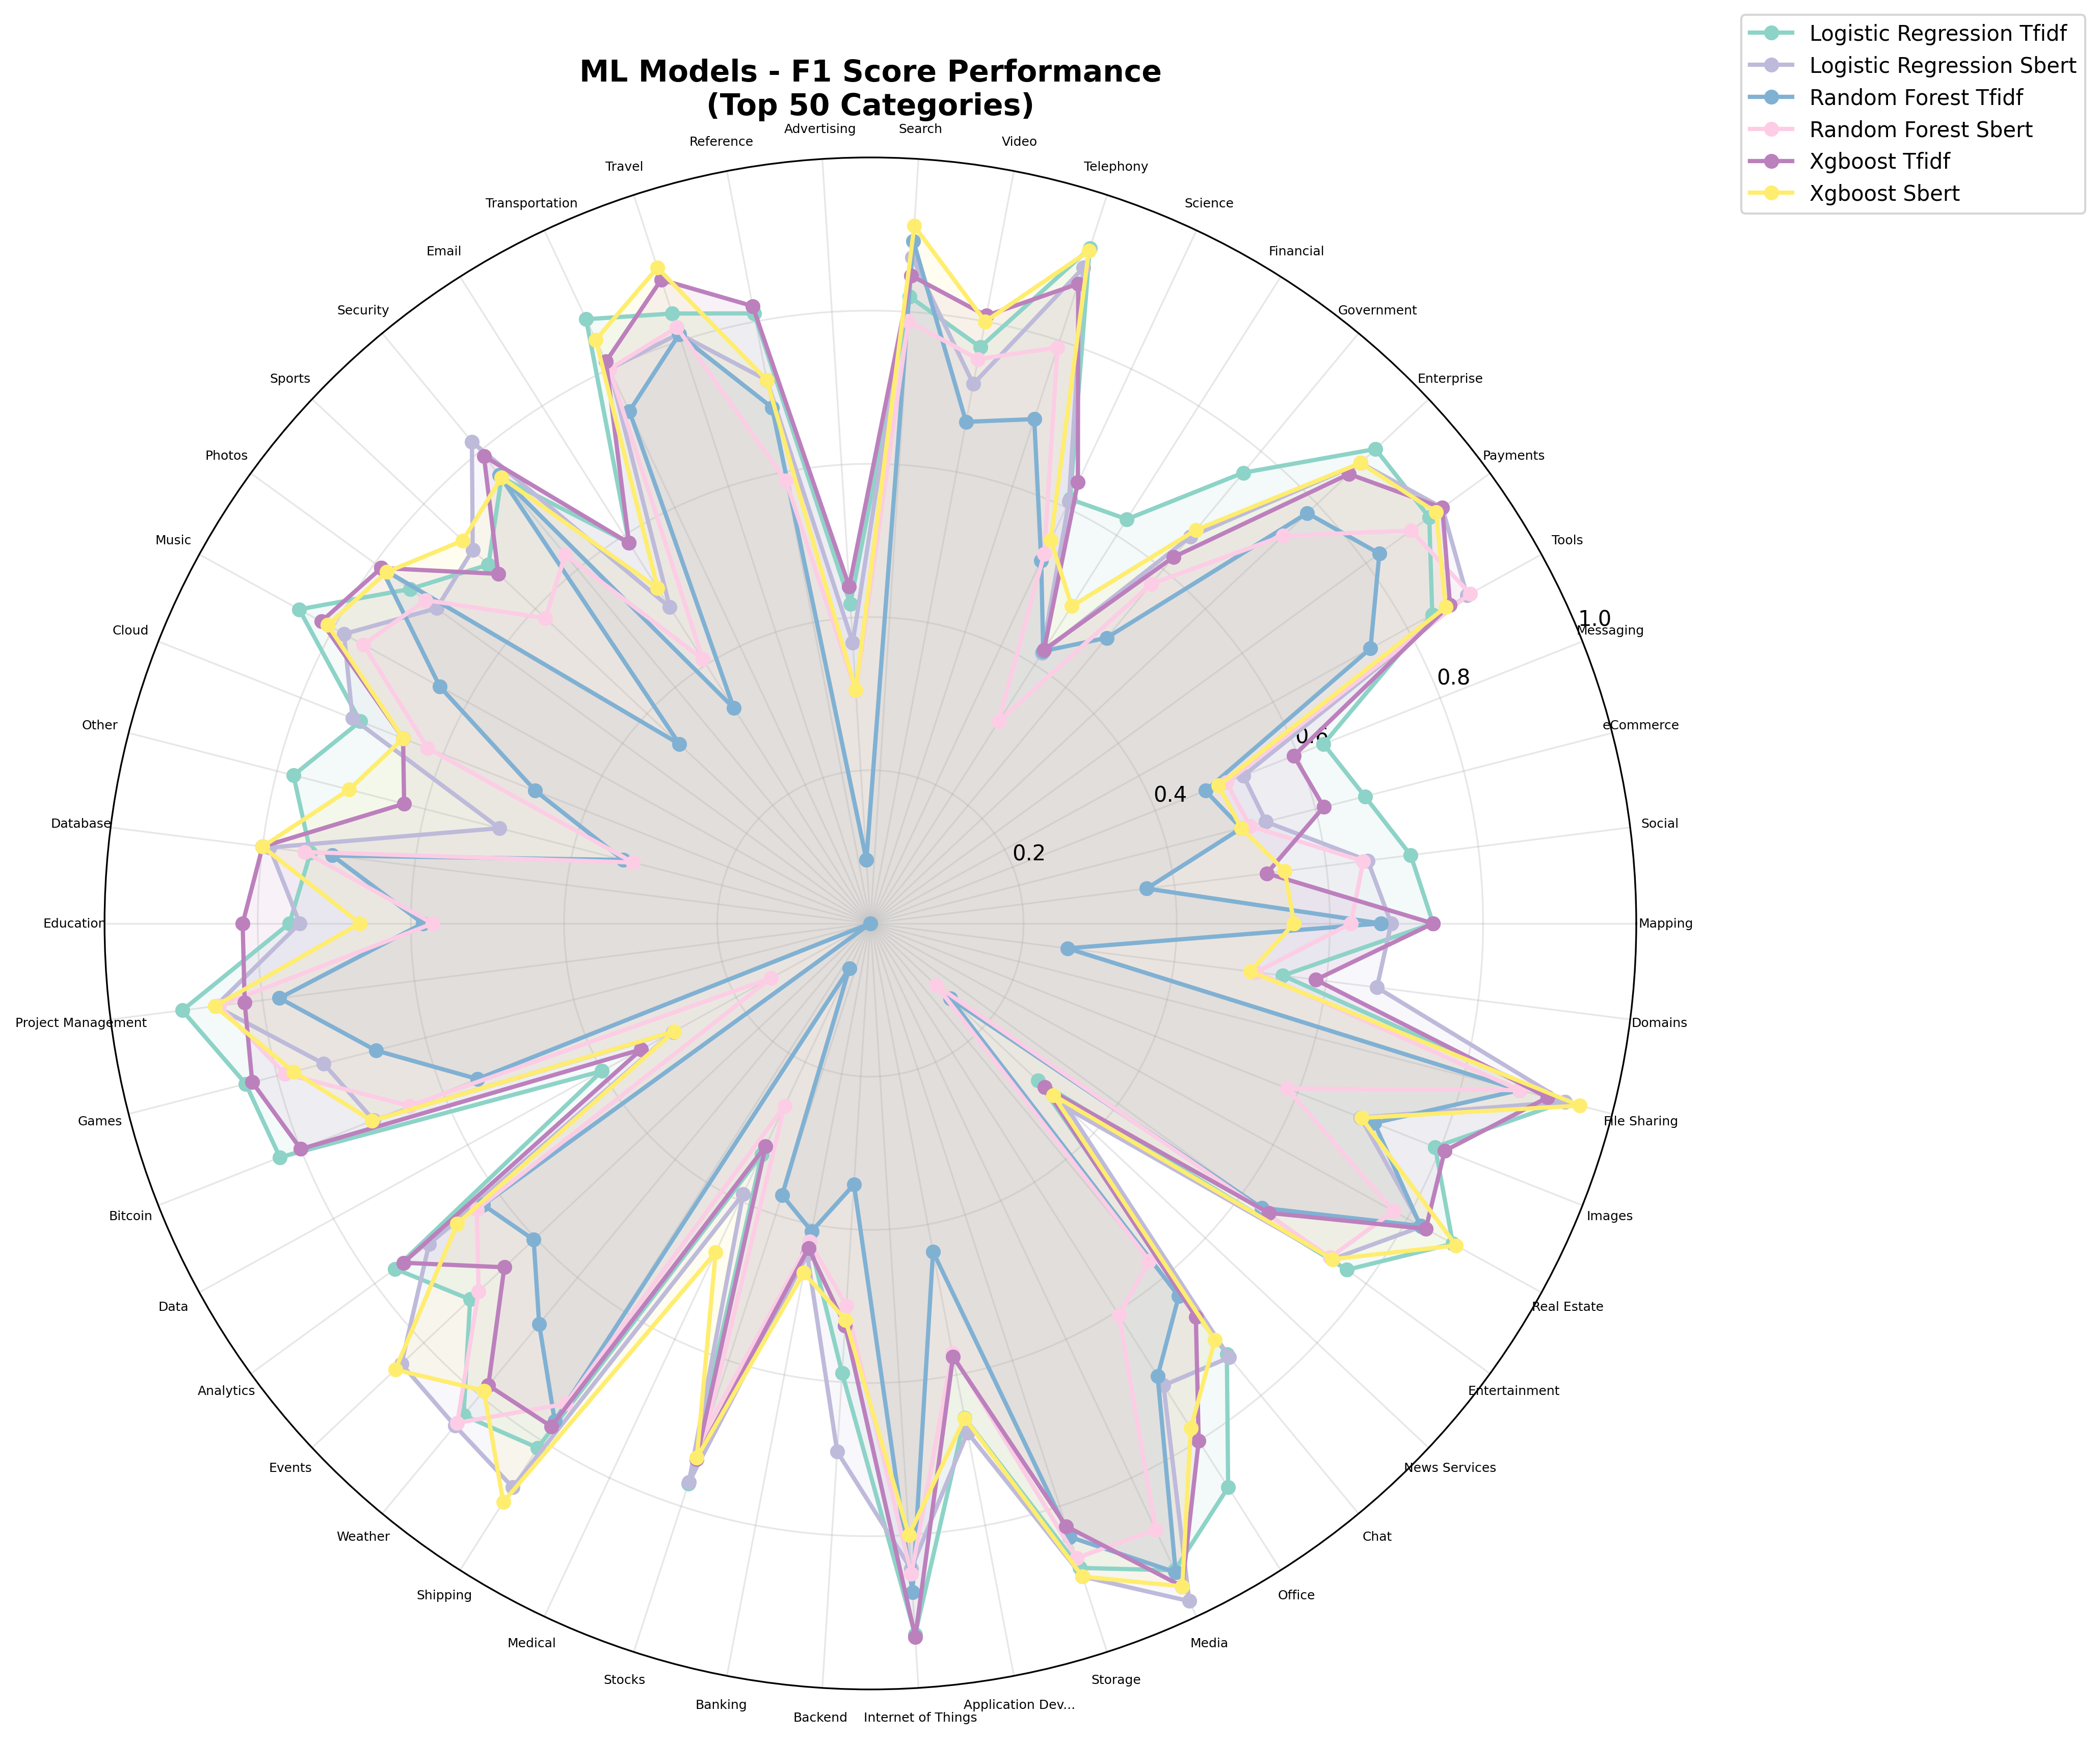 ML Models - F1 Score Performance
(Top 50 Categories)
Logistic Regression Tfidf
Logistic Regression Sbert
Random Forest Tfidf
Random Forest Sbert
Xgboost Tfidf
Xgboost Sbert
Mapping
Social
eCommerce
Messaging
Tools
Payments
Enterprise
Government
Financial
Science
Telephony
Video
Search
Advertising
Reference
Travel
Transportation
Email
Security
Sports
Photos
Music
Cloud
Other
Database
Education
Project Management
Games
Bitcoin
Data
Analytics
Events
Weather
Shipping
Medical
Stocks
Banking
Backend
Internet of Things
Application Dev...
Storage
Media
Office
Chat
News Services
Entertainment
Real Estate
Images
File Sharing
Domains
0.2
0.4
0.6
0.8
1.0